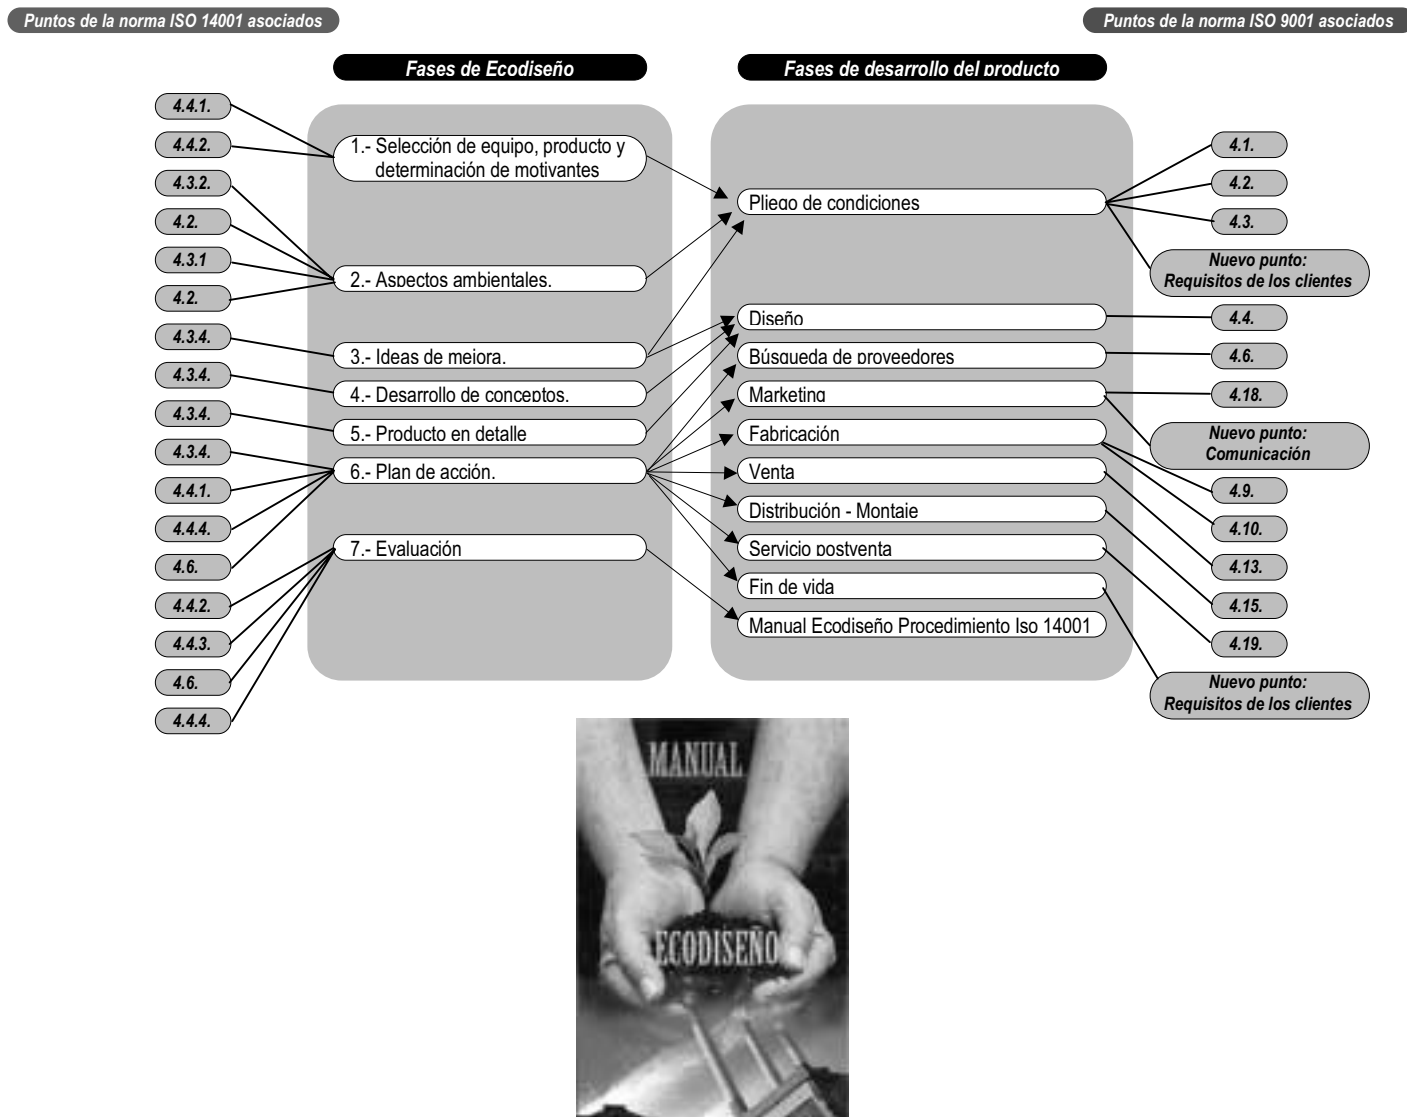 Puntos de la norma ISO 14001 asociados
Puntos de la norma ISO 9001 asociados
Fases de Ecodiseño
Fases de desarrollo del producto
4.4.1.
4.4.2.
4.3.2.
4.2.
4.3.1
4.2.
4.3.4.
4.3.4.
4.3.4.
4.3.4.
4.4.1.
4.4.4.
4.6.
4.4.2.
4.4.3.
4.6.
4.4.4.
1.- Selección de equipo, producto y
determinación de motivantes
2.- Aspectos ambientales.
3.- Ideas de mejora.
4.- Desarrollo de conceptos.
5.- Producto en detalle
6.- Plan de acción.
7.- Evaluación
Pliego de condiciones
Diseño
Búsqueda de proveedores
Marketing
Fabricación
Venta
Distribución - Montaje
Servicio postventa
Fin de vida
Manual Ecodiseño Procedimiento Iso 14001
4.1.
4.2.
4.3.
Nuevo punto:
Requisitos de los clientes
4.4.
4.6.
4.18.
Nuevo punto:
Comunicación
4.9.
4.10.
4.13.
4.15.
4.19.
Nuevo punto:
Requisitos de los clientes
MANUAL
ECODISEÑO